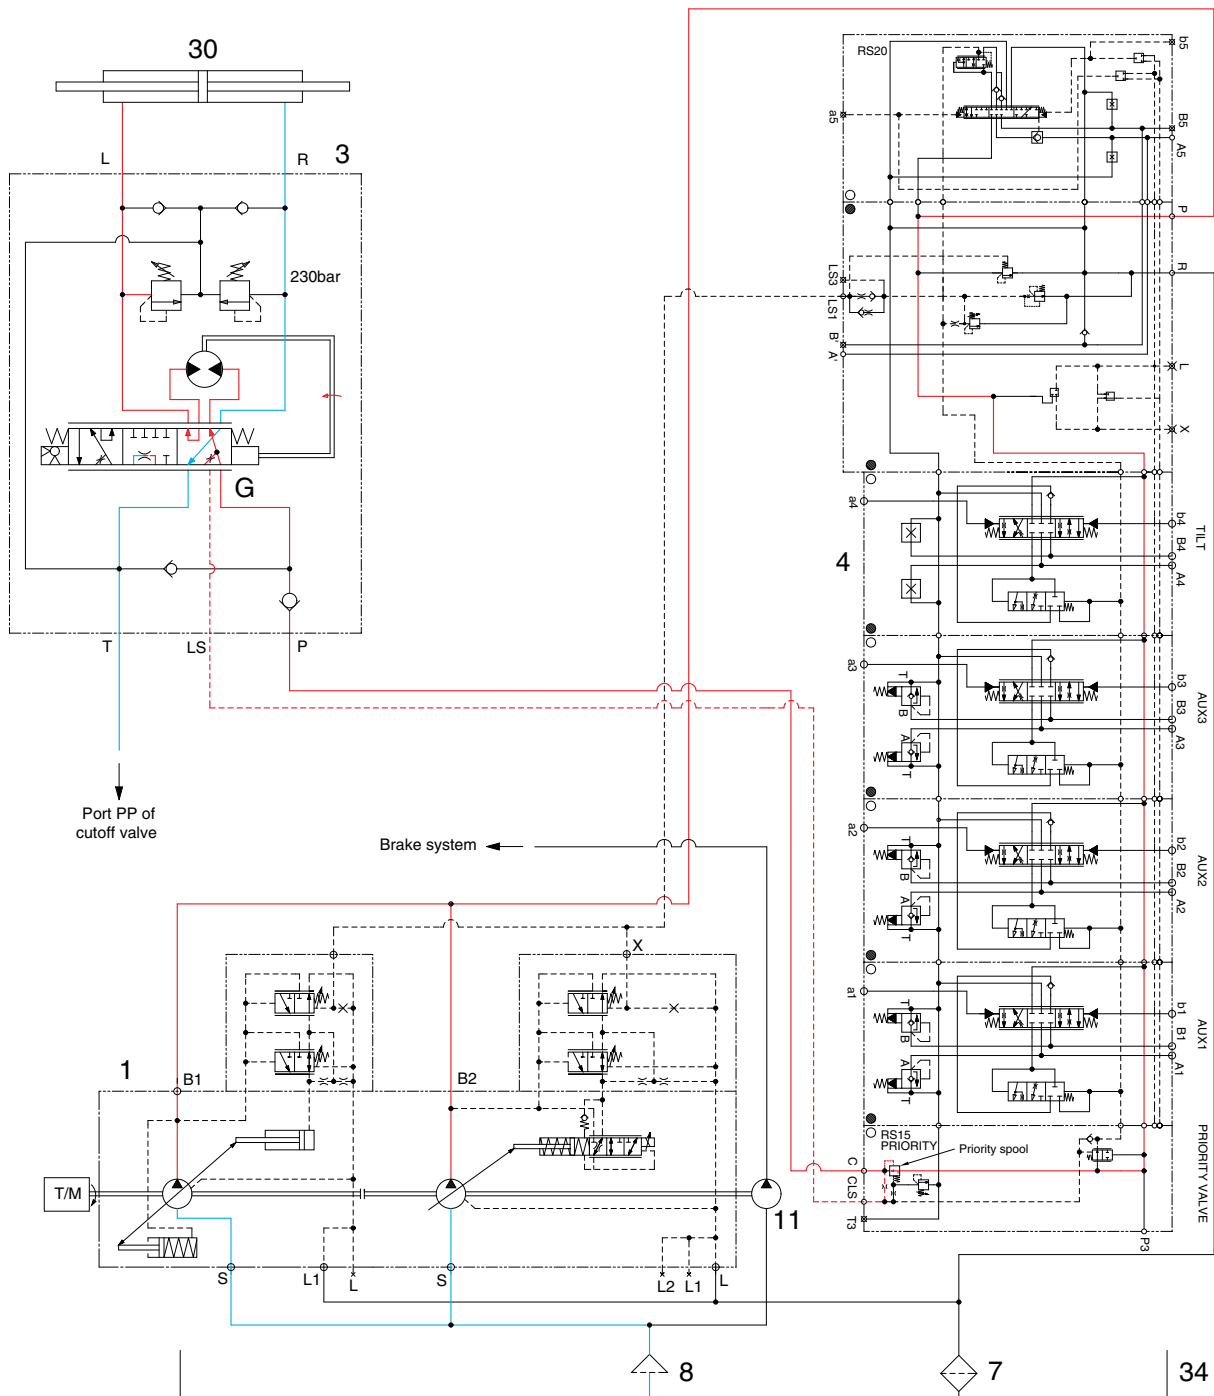 30
RS20
b5
a5
B5
A5
L
R
3
P
230bar
LS3
R
LS1
B'
A'
L
X
G
a4
b4
B4
TILT
4
A4
T
LS
P
a3
T
b3
B3
AUX3
B
A
A3
T
Port PP of
cutoff valve
a2
T
b2
B2
Brake system
AUX2
B
A
A2
T
X
a1
T
b1
B1
AUX1
B
A
A1
T
1
B1
B2
RS15
PRIORITY
Priority spool
C
CLS
T3
PRIORITY VALVE
T/M
11
P3
S
L1
L
S
L2
L1
L
8
7
34